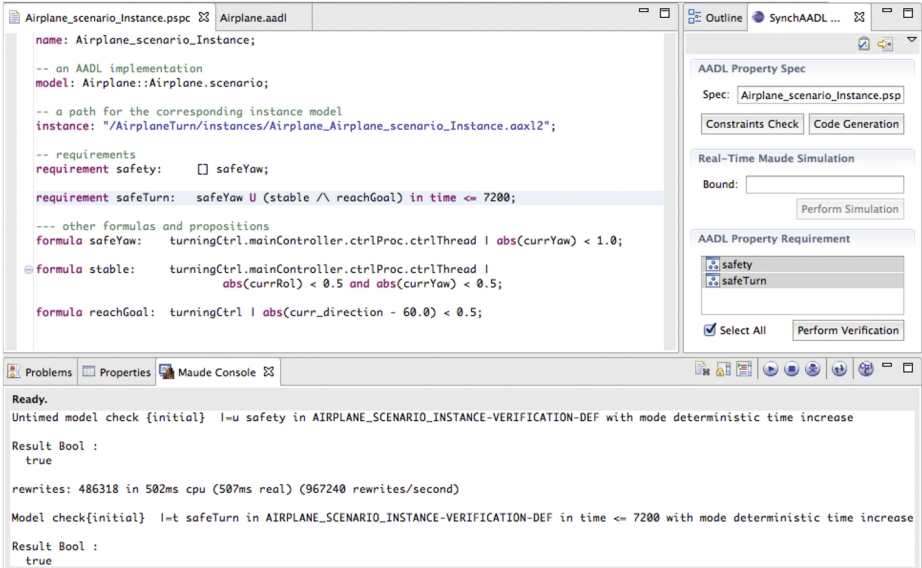 Airplane_scenario_Instance.pspc
Airplane.aadl
name: Airplane_scenario_Instance;
-- an AADL implementation
model: Airplane::Airplane.scenario;
-- a path for the corresponding instance model
instance: "/AirplaneTurn/instances/Airplane_Airplane_scenario_Instance.aaxl2";
-- requirements
requirement safety: [] safeYaw;
requirement safeTurn: safeYaw U (stable /\ reachGoal) in time <= 7200;
--- other formulas and propositions
formula safeYaw: turningCtrl.mainController.ctrlProc.ctrlThread | abs(currYaw) < 1.0;
formula stable: turningCtrl.mainController.ctrlProc.ctrlThread |
abs(currRol) < 0.5 and abs(currYaw) < 0.5;
formula reachGoal: turningCtrl | abs(curr_direction - 60.0) < 0.5;
Outline
SynchAADL ...
AADL Property Spec
Spec: Airplane_scenario_Instance.psp
Constraints Check Code Generation
Real-Time Maude Simulation
Bound:
Perform Simulation
AADL Property Requirement
safety
safeTurn
Select All Perform Verification
Problems Properties Maude Console
Ready.
Untimed model check {initial} |=u safety in AIRPLANE_SCENARIO_INSTANCE-VERIFICATION-DEF with mode deterministic time increase
Result Bool :
true
rewrites: 486318 in 502ms cpu (507ms real) (967240 rewrites/second)
Model check{initial} |=t safeTurn in AIRPLANE_SCENARIO_INSTANCE-VERIFICATION-DEF in time <= 7200 with mode deterministic time increase
Result Bool :
true